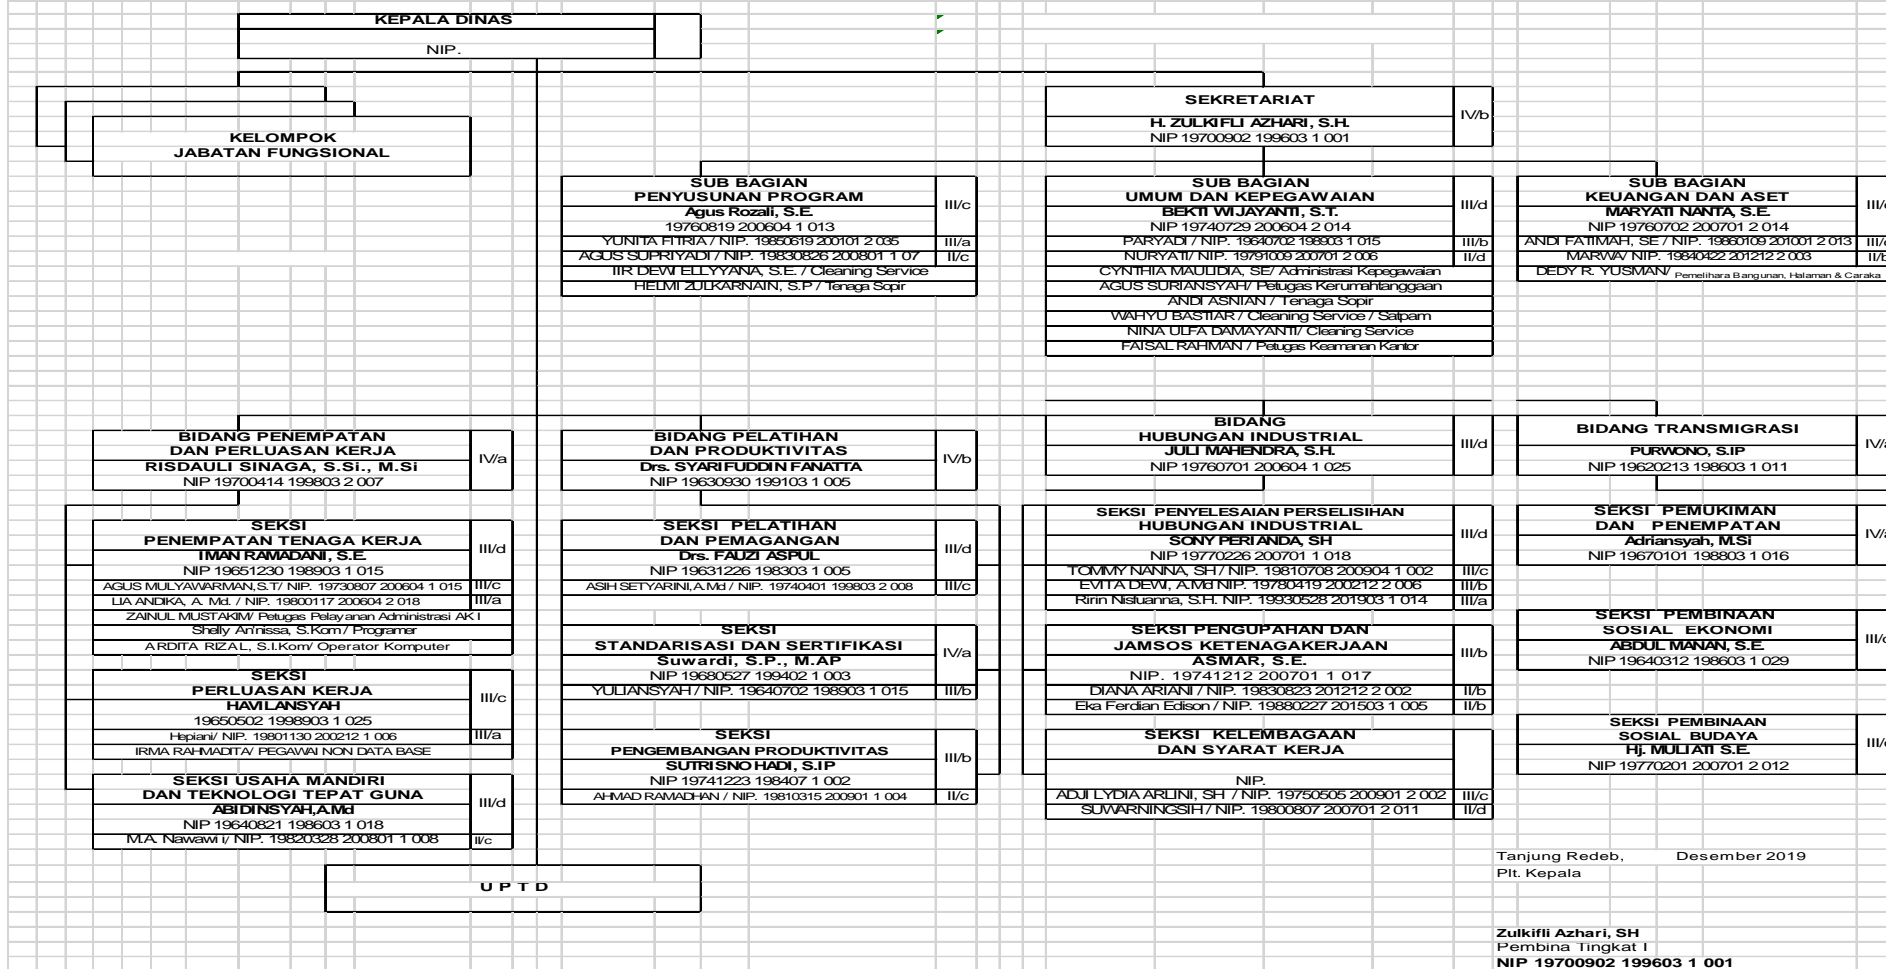 KEPALA DINAS
NIP.
SEKRETARIAT
H. ZULKIFLI AZHARI, S.H.
NIP 19700902 199603 1 001
IV/b
KELOMPOK
JABATAN FUNGSIONAL
SUB BAGIAN
PENYUSUNAN PROGRAM
Agus Rozali, S.E.
19760819 200604 1 013
III/c
YUNITA FITRIA / NIP. 19850619 200101 2 035 III/a
AGUS SUPRIYADI / NIP. 19830826 200801 1 07 II/c
IIR DEWI ELLYYANA, S.E. / Cleaning Service
HELMI ZULKARNAIN, S.P / Tenaga Sopir
SUB BAGIAN
UMUM DAN KEPEGAWAIAN
BEKTI WIJAYANTI, S.T.
NIP 19740729 200604 2 014
III/d
PARYADI / NIP. 19640702 198903 1 015 III/b
NURYATI/ NIP. 19791009 200701 2 006 II/d
CYNTHIA MAULIDIA, SE/ Administrasi Kepegawaian
AGUS SURIANSYAH/ Petugas Kerumahtanggaan
ANDI ASNIAN / Tenaga Sopir
WAHYU BASTIAR / Cleaning Service / Satpam
NINA ULFA DAMAYANTI/ Cleaning Service
FAISAL RAHMAN / Petugas Keamanan Kantor
SUB BAGIAN
KEUANGAN DAN ASET
MARYATI NANTA, S.E.
NIP 19760702 200701 2 014
ANDI FATIMAH, SE / NIP. 19860109 201001 2 013
MARWA/ NIP. 19840422 201212 2 003 II/b
DEDY R. YUSMAN/ Pemelihara Bangunan, Halaman & Caraka
BIDANG PENEMPATAN
DAN PERLUASAN KERJA
RISDAULI SINAGA, S.Si., M.Si
NIP 19700414 199803 2 007
IV/a
BIDANG PELATIHAN
DAN PRODUKTIVITAS
Drs. SYARIFUDDIN FANATTA
NIP 19630930 199103 1 005
IV/b
BIDANG
HUBUNGAN INDUSTRIAL
JULI MAHENDRA, S.H.
NIP 19760701 200604 1 025
III/d
BIDANG TRANSMIGRASI
PURWONO, S.IP
NIP 19620213 198603 1 011
IV/a
SEKSI
PENEMPATAN TENAGA KERJA
IMAN RAMADANI, S.E.
NIP 19651230 198903 1 015
III/d
AGUS MULYAWARMAN,S.T/ NIP. 19730807 200604 1 015 III/c
LIA ANDIKA, A. Md. / NIP. 19800117 200604 2 018 III/a
ZAINUL MUSTAKIM/ Petugas Pelayanan Administrasi AK I
Shelly An'nissa, S.Kom / Programer
ARDITA RIZAL, S.I.Kom/ Operator Komputer
SEKSI
PERLUASAN KERJA
HAVILANSYAH
19650502 1998903 1 025
III/c
Hepiani/ NIP. 19801130 200212 1 006 III/a
IRMA RAHMADITA/ PEGAWAI NON DATA BASE
SEKSI USAHA MANDIRI
DAN TEKNOLOGI TEPAT GUNA
ABIDINSYAH,A.Md
NIP 19640821 198603 1 018
III/d
M.A. Nawawi i/ NIP. 19820328 200801 1 008 II/c
SEKSI PELATIHAN
DAN PEMAGANGAN
Drs. FAUZI ASPUL
NIP 19631226 198303 1 005
III/d
ASIH SETYARINI,A.Md / NIP. 19740401 199803 2 008 III/c
SEKSI
STANDARISASI DAN SERTIFIKASI
Suwardi, S.P., M.AP
NIP 19680527 199402 1 003
IV/a
YULIANSYAH / NIP. 19640702 198903 1 015 III/b
SEKSI
PENGEMBANGAN PRODUKTIVITAS
SUTRISNO HADI, S.IP
NIP 19741223 198407 1 002
III/b
AHMAD RAMADHAN / NIP. 19810315 200901 1 004 II/c
SEKSI PENYELESAIAN PERSELISIHAN
HUBUNGAN INDUSTRIAL
SONY PERIANDA, SH
NIP 19770226 200701 1 018
III/d
TOMMY NANNA, SH / NIP. 19810708 200904 1 002 III/c
EVITA DEWI, A.Md NIP. 19780419 200212 2 006 III/b
Ririn Nisfuanna, S.H. NIP. 19930528 201903 1 014 III/a
SEKSI PENGUPAHAN DAN
JAMSOS KETENAGAKERJAAN
ASMAR, S.E.
NIP. 19741212 200701 1 017
III/b
DIANA ARIANI / NIP. 19830823 201212 2 002 II/b
Eka Ferdian Edison / NIP. 19880227 201503 1 005 II/b
SEKSI KELEMBAGAAN
DAN SYARAT KERJA
NIP.
ADJI LYDIA ARLINI, SH / NIP. 19750505 200901 2 002 III/c
SUWARNINGSIH / NIP. 19800807 200701 2 011 II/d
SEKSI PEMUKIMAN
DAN PENEMPATAN
Adriansyah, M.Si
NIP 19670101 198803 1 016
IV/a
SEKSI PEMBINAAN
SOSIAL EKONOMI
ABDUL MANAN, S.E.
NIP 19640312 198603 1 029
SEKSI PEMBINAAN
SOSIAL BUDAYA
Hj. MULIATI S.E.
NIP 19770201 200701 2 012
U P T D
Tanjung Redeb, Desember 2019
Plt. Kepala
Zulkifli Azhari, SH
Pembina Tingkat I
NIP 19700902 199603 1 001